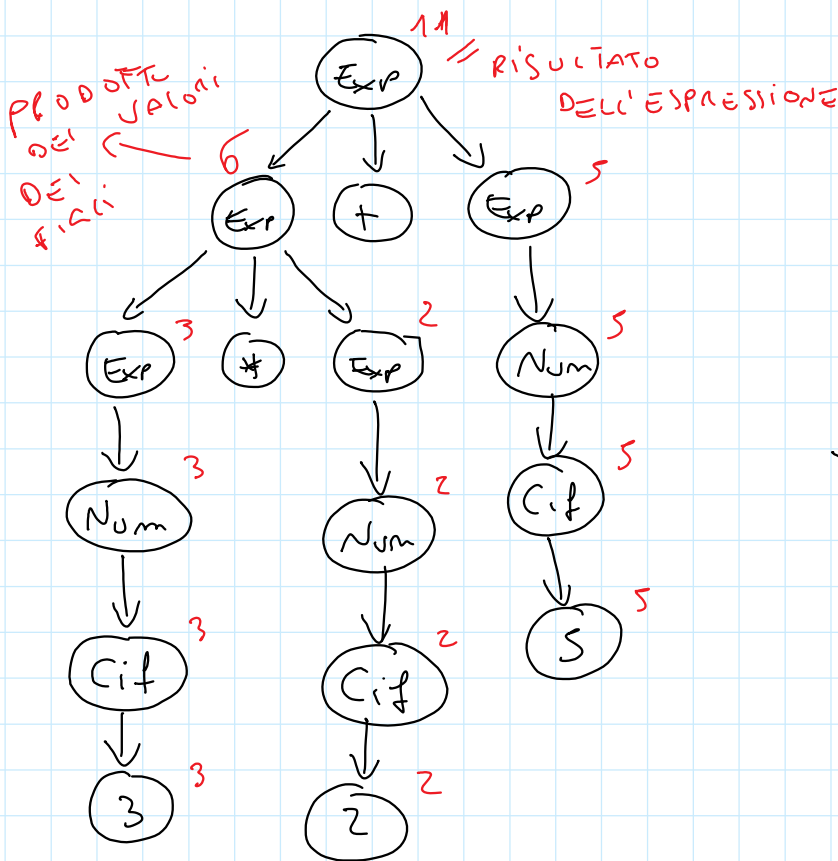 11
Exp
// RISULTATO
DELL'ESPRESSIONE
PRODOTTO
DEI VALORI
DEI
FIGLI
6
5
Exp
+
Exp
3
2
5
Exp
*
Exp
Num
3
2
5
Num
Num
Cif
3
2
5
Cif
Cif
5
3
2
3
2